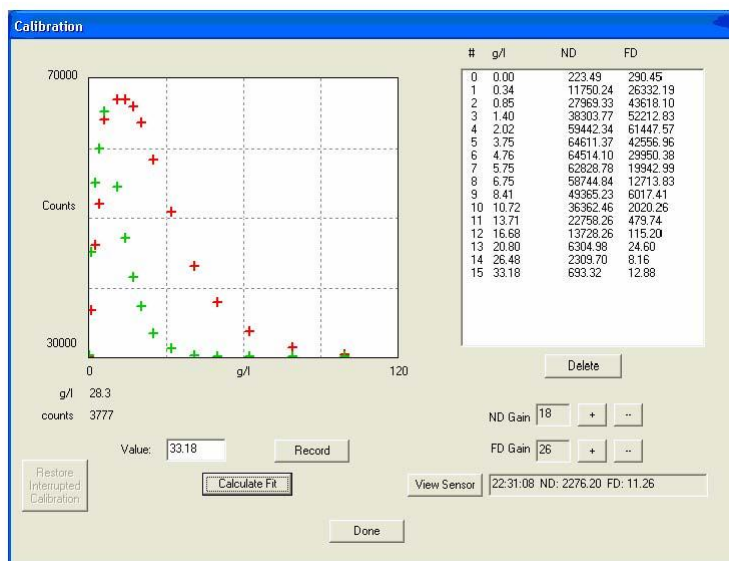 Calibration
70000
Counts
30000
0
g/l
120
g/l 28.3
counts 3777
# g/l ND FD
0 0.00 223.49 290.45
1 0.34 11750.24 26332.19
2 0.85 27969.33 43618.10
3 1.40 38303.77 52212.83
4 2.02 59442.34 61447.57
5 3.75 64611.37 42556.96
6 4.76 64514.10 29950.38
7 5.75 62828.78 19942.99
8 6.75 58744.84 12713.83
9 8.41 49365.23 6017.41
10 10.72 36362.46 2020.26
11 13.71 22758.26 479.74
12 16.68 13728.26 115.20
13 20.80 6304.98 24.60
14 26.48 2309.70 8.16
15 33.18 693.32 12.88
Delete
ND Gain 18 + --
FD Gain 26 + --
Value: 33.18 Record
Restore
Interrupted
Calibration
Calculate Fit
View Sensor 22:31:08 ND: 2276.20 FD: 11.26
Done